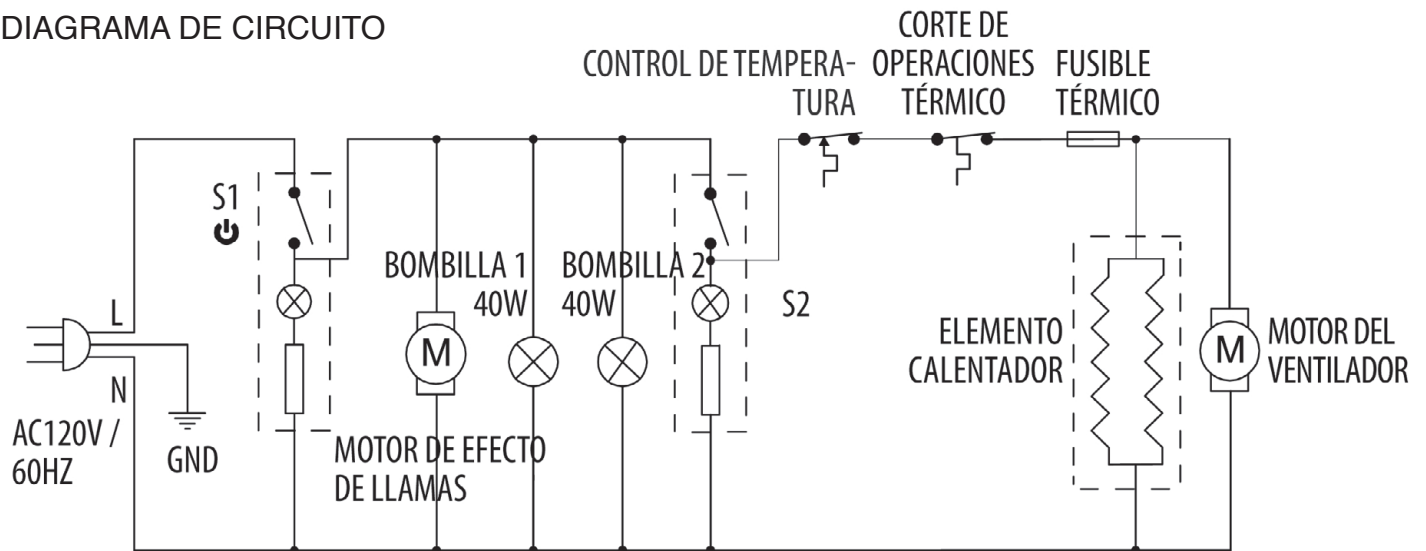 DIAGRAMA DE CIRCUITO
CONTROL DE TEMPERA-
TURA
CORTE DE
OPERACIONES
TÉRMICO
FUSIBLE
TÉRMICO
S1
L
N
AC120V /
60HZ
GND
BOMBILLA 1
40W
BOMBILLA 2
40W
M
MOTOR DE EFECTO
DE LLAMAS
S2
ELEMENTO
CALENTADOR
M
MOTOR DEL
VENTILADOR